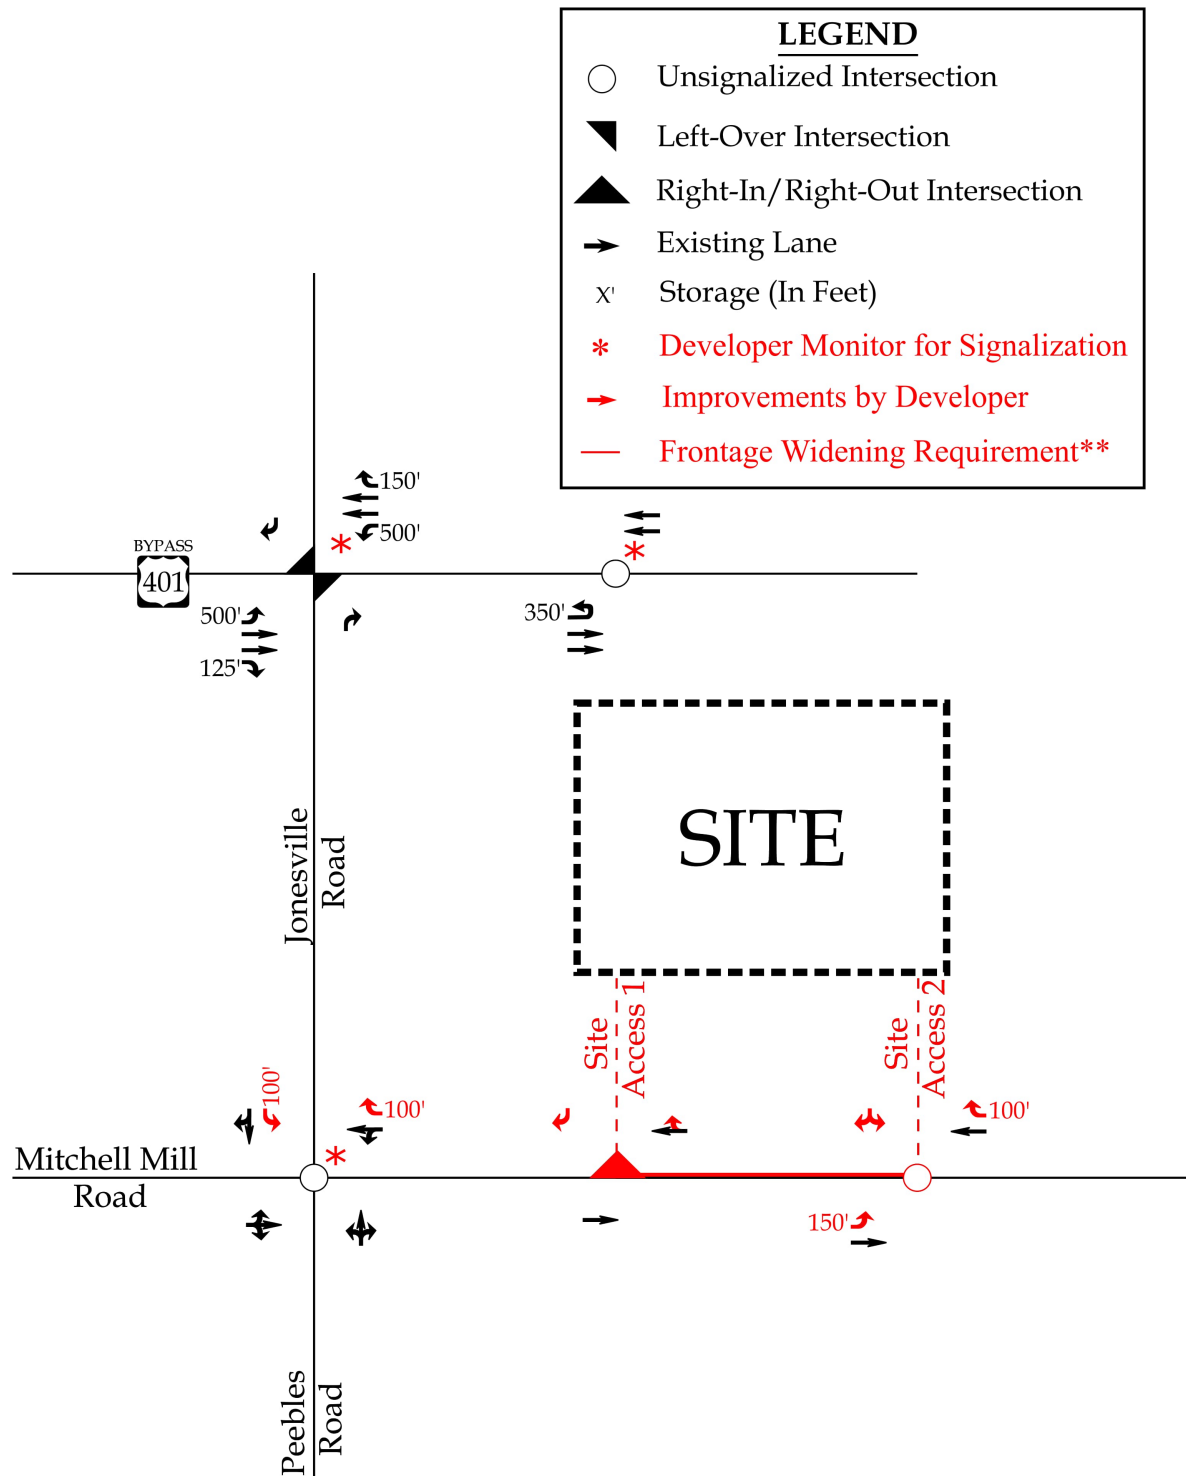 LEGEND
Unsignalized Intersection
Left-Over Intersection
Right-In/Right-Out Intersection
Existing Lane
X' Storage (In Feet)
* Developer Monitor for Signalization
Improvements by Developer
Frontage Widening Requirement**
150'
500'
*
*
BYPASS
401
500'
125'
350'
SITE
Jonesville
Road
Site
Access 1
Site
Access 2
100'
100'
100'
*
Mitchell Mill
Road
150'
Peebles
Road